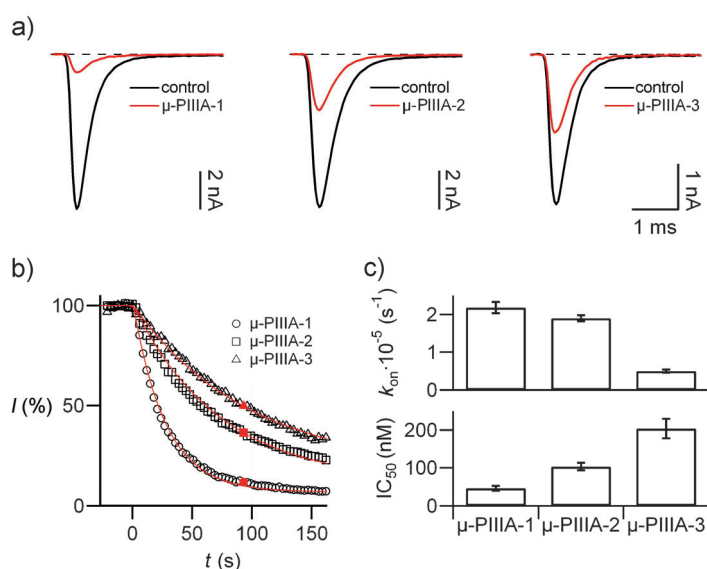 a)
control
μ-PIIIA-1
2 nA
control
μ-PIIIA-2
2 nA
control
μ-PIIIA-3
1 nA
1 ms
b)
100
50
0
I (%)
μ-PIIIA-1
μ-PIIIA-2
μ-PIIIA-3
0 50 100 150
t (s)
c)
2
1
0
kon·10-5 (s-1)
200
100
0
IC50 (nM)
μ-PIIIA-1 μ-PIIIA-2 μ-PIIIA-3